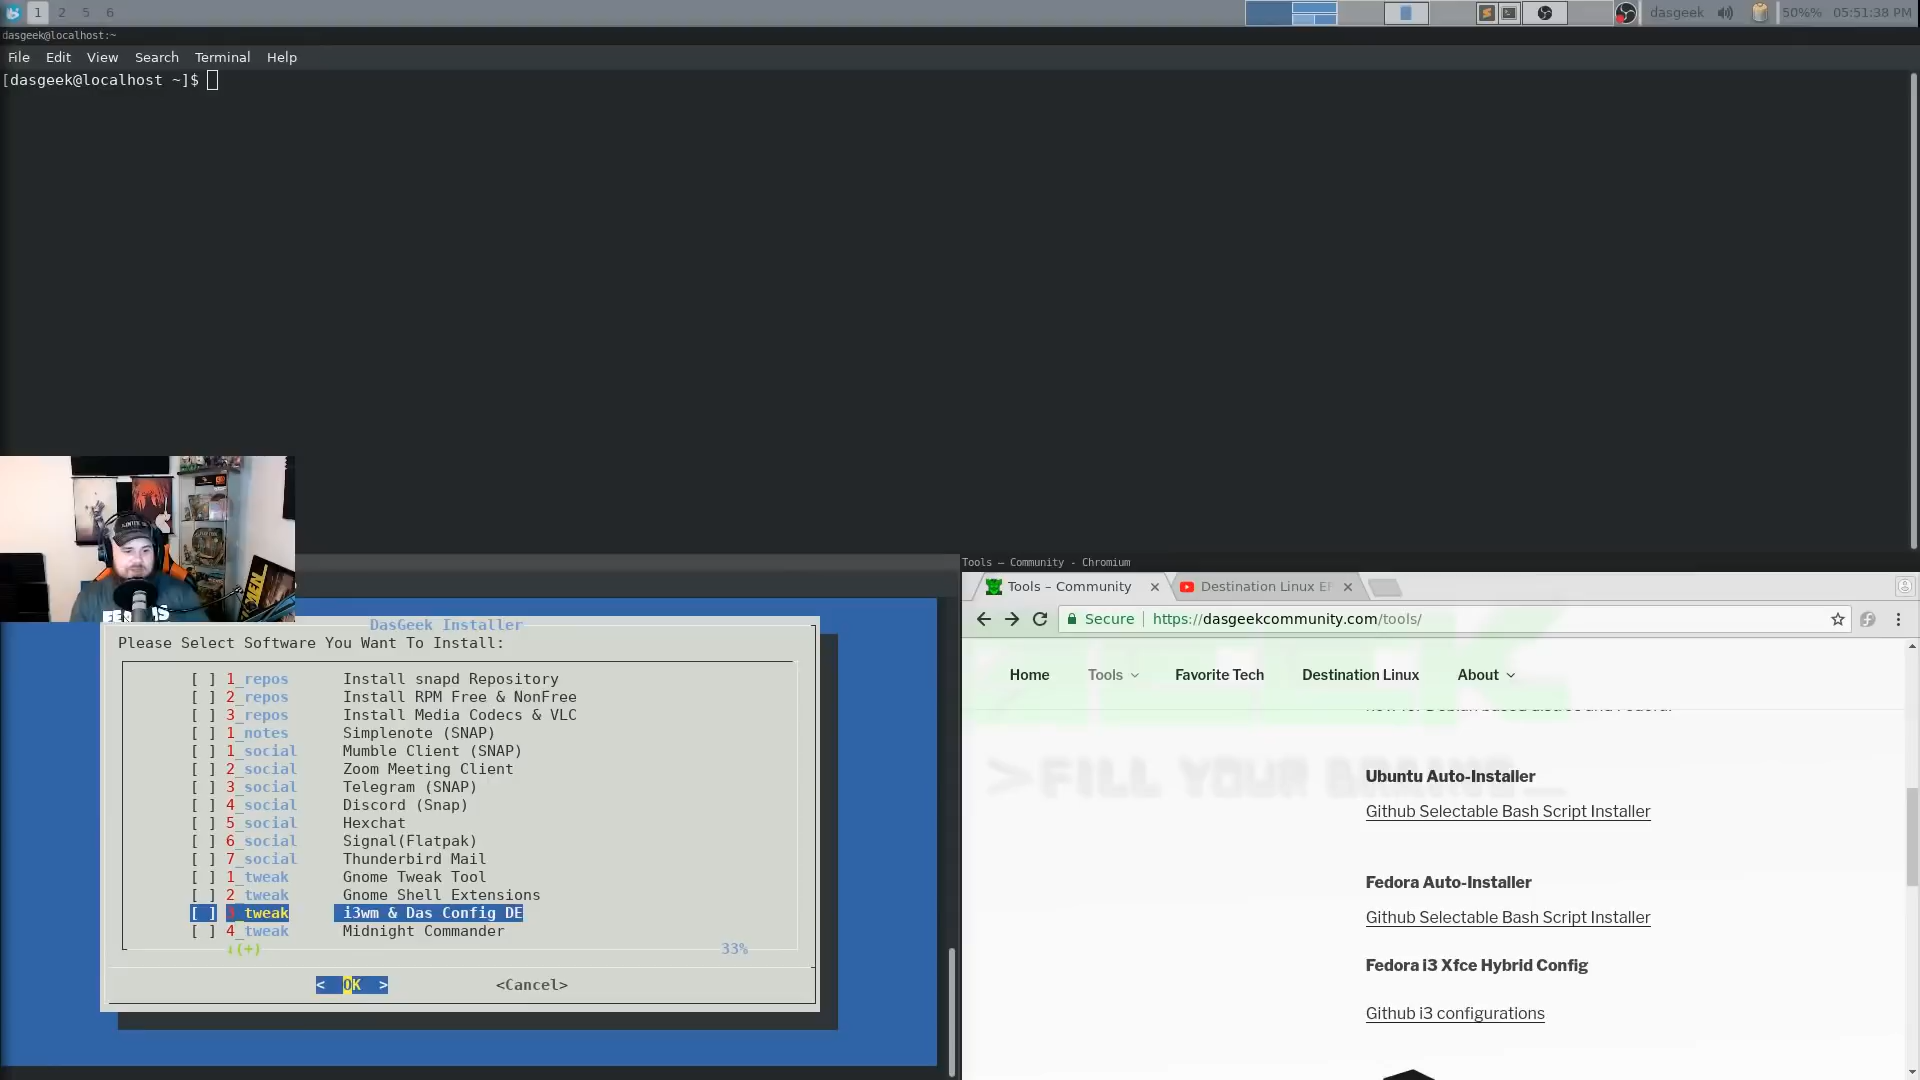 1 2 5 6
dasgeek 50%% 05:51:38 PM
dasgeek@localhost:~
File Edit View Search Terminal Help
[dasgeek@localhost ~]$
DasGeek Installer
Please Select Software You Want To Install:
[ ] 1_repos Install snapd Repository
[ ] 2_repos Install RPM Free & NonFree
[ ] 3_repos Install Media Codecs & VLC
[ ] 1_notes Simplenote (SNAP)
[ ] 1_social Mumble Client (SNAP)
[ ] 2_social Zoom Meeting Client
[ ] 3_social Telegram (SNAP)
[ ] 4_social Discord (Snap)
[ ] 5_social Hexchat
[ ] 6_social Signal(Flatpak)
[ ] 7_social Thunderbird Mail
[ ] 1_tweak Gnome Tweak Tool
[ ] 2_tweak Gnome Shell Extensions
[ ] 3_tweak i3wm & Das Config DE
[ ] 4_tweak Midnight Commander
↓(+) 33%
< OK > <Cancel>
Tools – Community - Chromium
Tools – Community Destination Linux EP
Secure https://dasgeekcommunity.com/tools/
Home Tools Favorite Tech Destination Linux About
>FILL YOUR BRAINS_
Ubuntu Auto-Installer
Github Selectable Bash Script Installer
Fedora Auto-Installer
Github Selectable Bash Script Installer
Fedora i3 Xfce Hybrid Config
Github i3 configurations